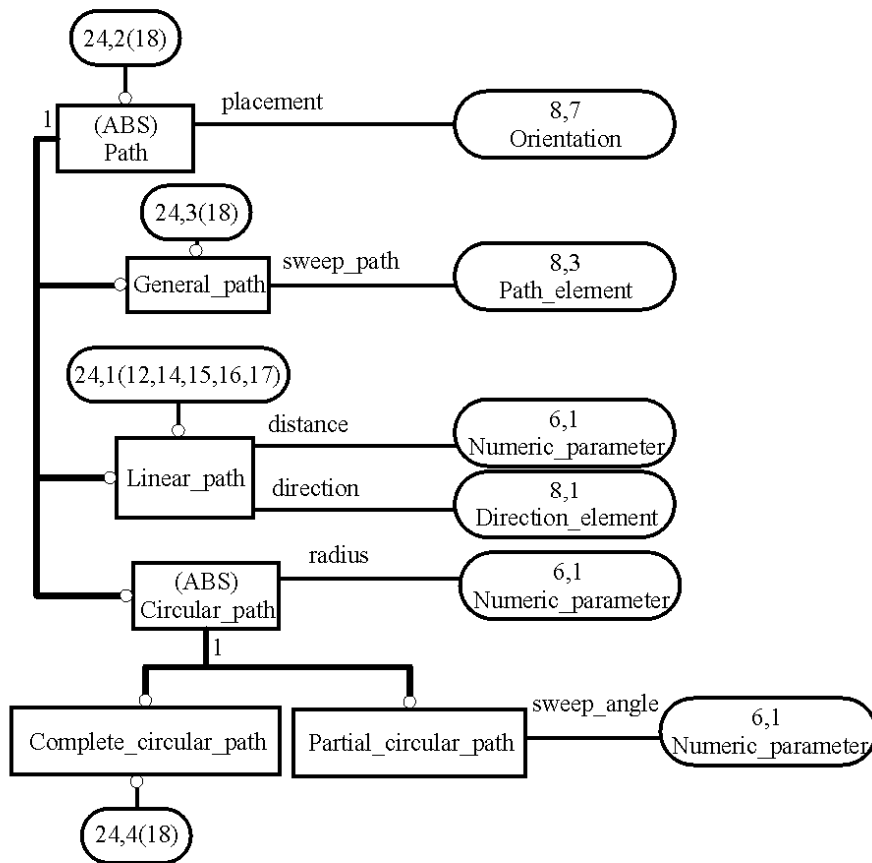 24,2(18)
1
(ABS)
Path
placement
8,7
Orientation
24,3(18)
General_path
sweep_path
8,3
Path_element
24,1(12,14,15,16,17)
Linear_path
distance
6,1
Numeric_parameter
direction
8,1
Direction_element
(ABS)
Circular_path
radius
6,1
Numeric_parameter
1
Complete_circular_path
Partial_circular_path
sweep_angle
6,1
Numeric_parameter
24,4(18)